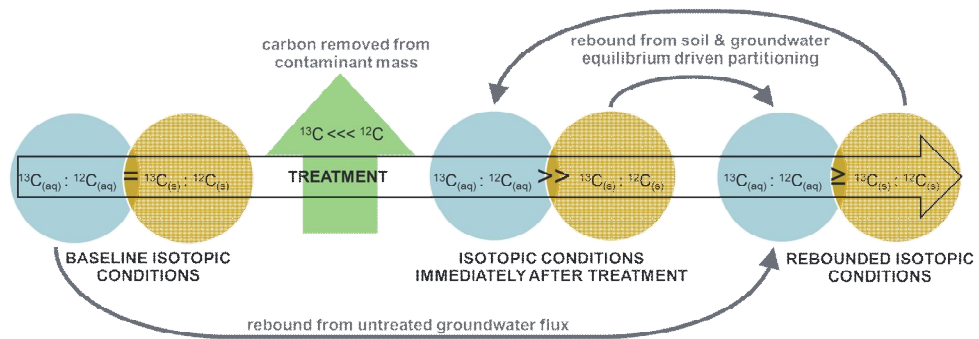 carbon removed from
contaminant mass
rebound from soil & groundwater
equilibrium driven partitioning
¹³C <<< ¹²C
¹³C₍aq₎ : ¹²C₍aq₎ = ¹³C₍s₎ : ¹²C₍s₎
TREATMENT
¹³C₍aq₎ : ¹²C₍aq₎ >> ¹³C₍s₎ : ¹²C₍s₎
¹³C₍aq₎ : ¹²C₍aq₎ ≥ ¹³C₍s₎ : ¹²C₍s₎
BASELINE ISOTOPIC
CONDITIONS
ISOTOPIC CONDITIONS
IMMEDIATELY AFTER TREATMENT
REBOUNDED ISOTOPIC
CONDITIONS
rebound from untreated groundwater flux